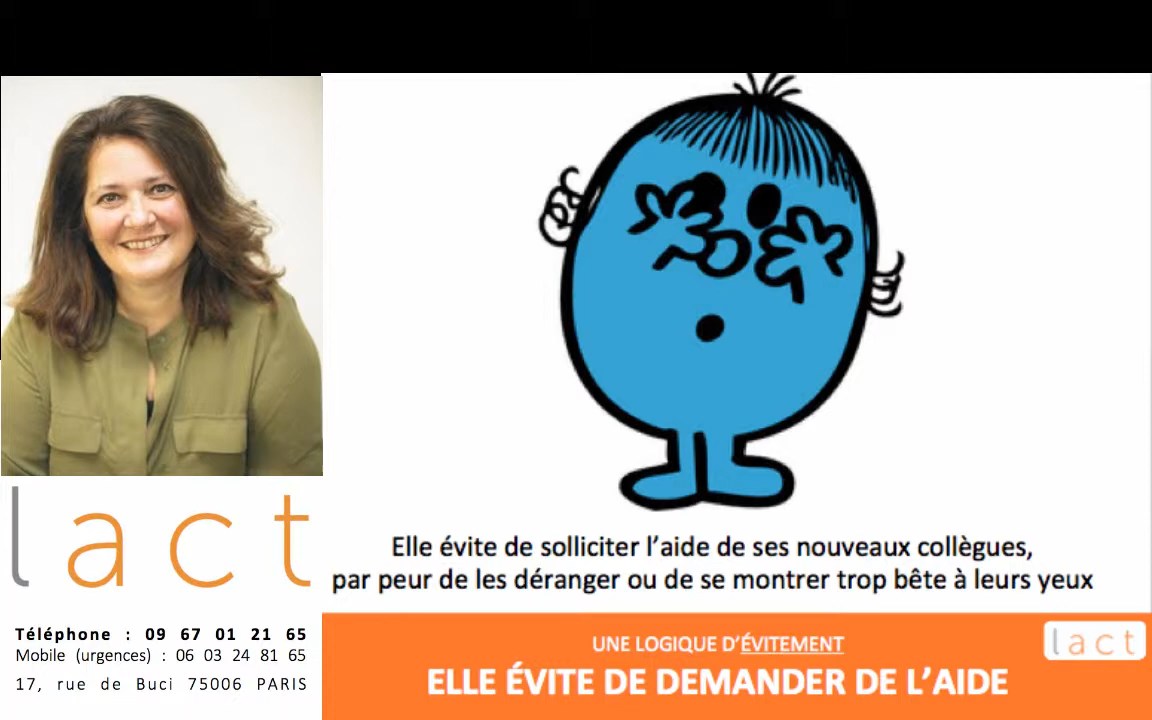 lact
Téléphone : 09 67 01 21 65
Mobile (urgences) : 06 03 24 81 65
17, rue de Buci 75006 PARIS
Elle évite de solliciter l'aide de ses nouveaux collègues,
par peur de les déranger ou de se montrer trop bête à leurs yeux
UNE LOGIQUE D'ÉVITEMENT
ELLE ÉVITE DE DEMANDER DE L'AIDE
lact